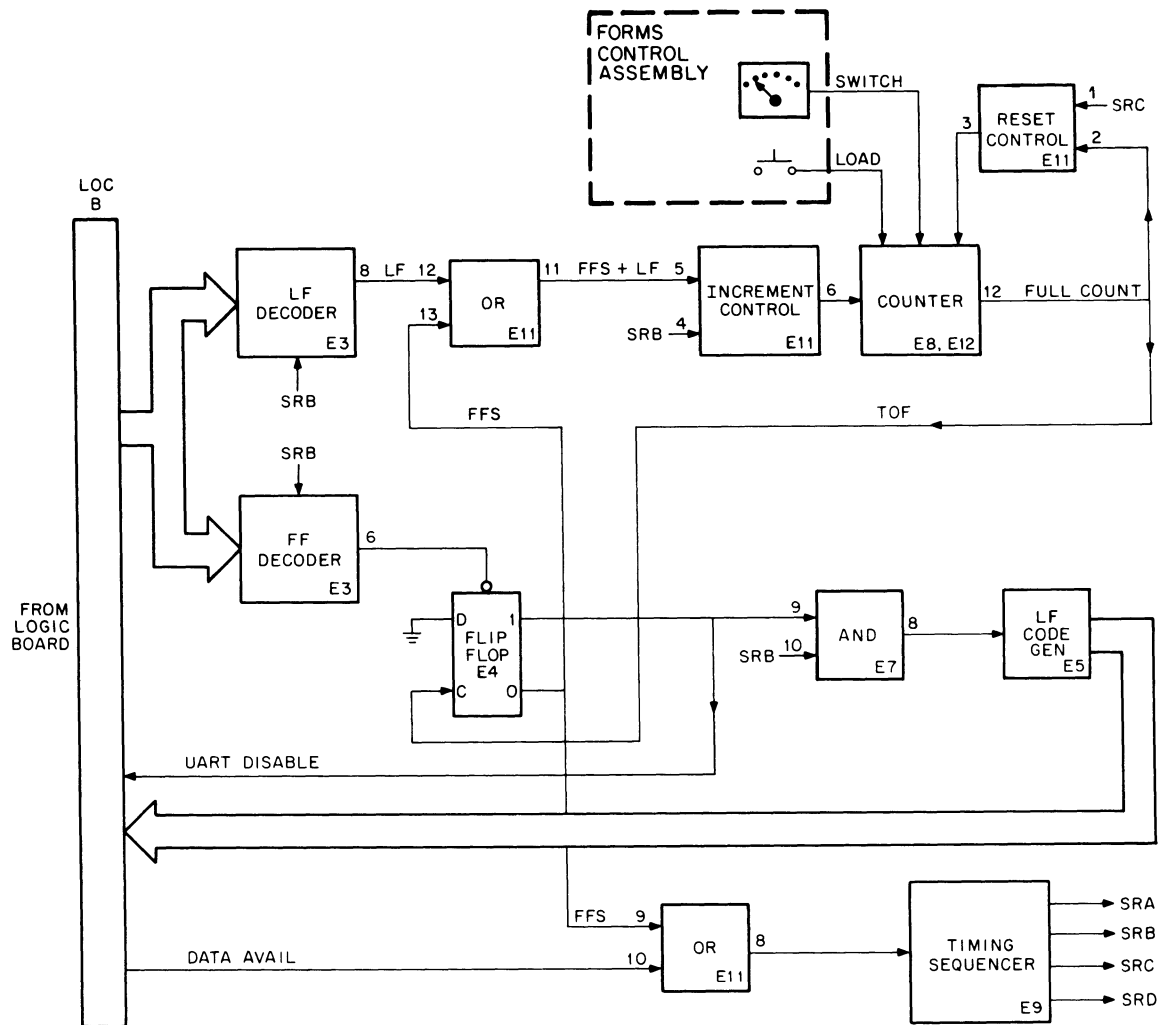 FORMS
CONTROL
ASSEMBLY
SWITCH
LOAD
1
SRC
3
RESET
CONTROL
2
E11
LOC
B
LF
DECODER
E3
8 LF 12
13
OR
E11
11 FFS + LF 5
SRB 4
INCREMENT
CONTROL
E11
6
COUNTER
E8, E12
12 FULL COUNT
SRB
FFS
TOF
SRB
FF
DECODER
E3
6
FROM
LOGIC
BOARD
D 1
FLIP
FLOP
E4
C 0
9
SRB 10
AND
E7
8
LF
CODE
GEN
E5
UART DISABLE
FFS 9
DATA AVAIL 10
OR
E11
8
TIMING
SEQUENCER
E9
SRA
SRB
SRC
SRD